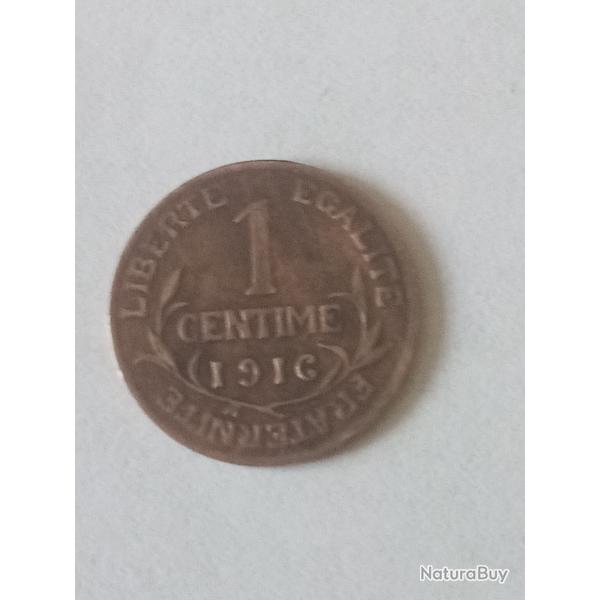 LIBERTE EGALITE
1
CENTIME
1916
FRATERNITE
NaturaBuy